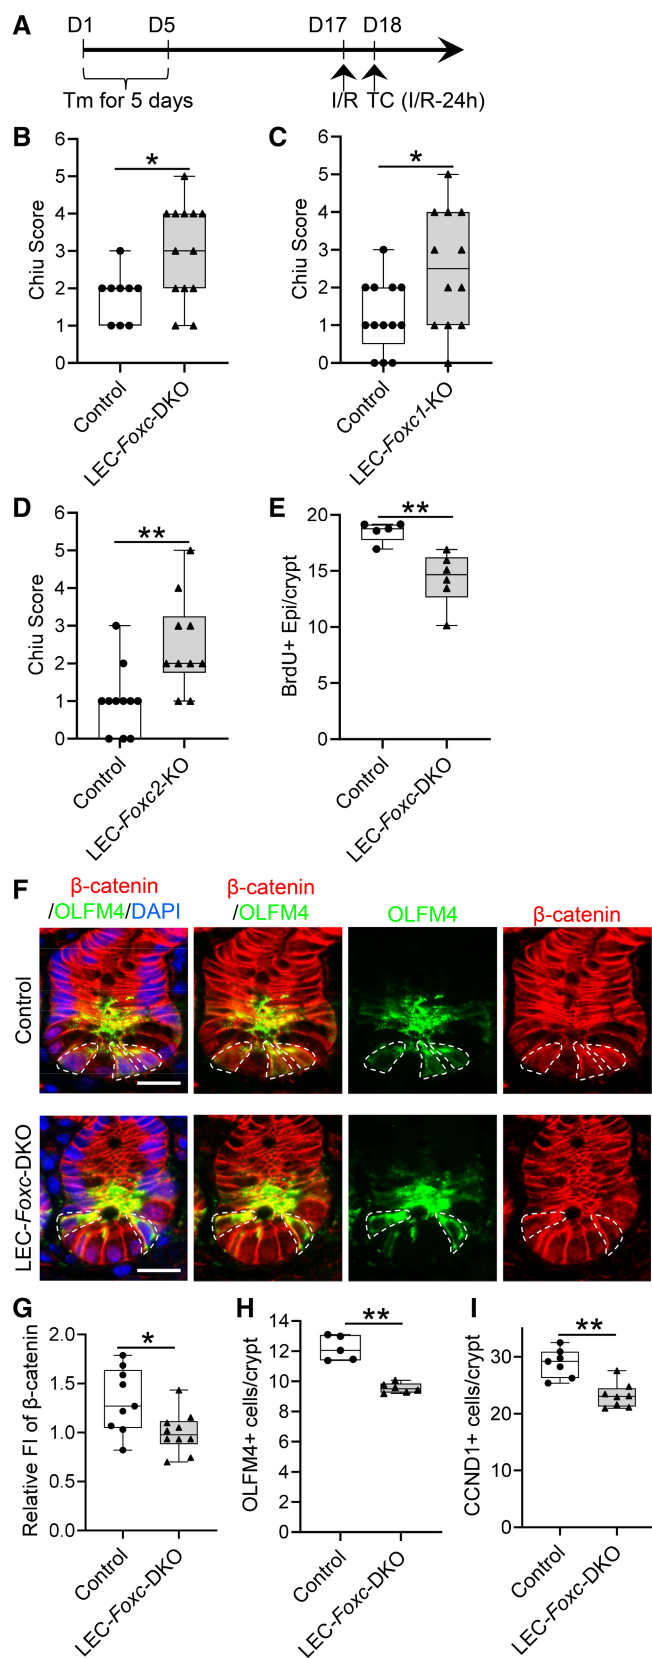 A
D1 D5 D17 D18
Tm for 5 days I/R TC (I/R-24h)
B
*
Chiu Score
6
5
4
3
2
1
0
Control
LEC-Foxc-DKO
C
*
Chiu Score
6
5
4
3
2
1
0
Control
LEC-Foxc1-KO
D
**
Chiu Score
6
5
4
3
2
1
0
Control
LEC-Foxc2-KO
E
**
BrdU+ Epi/crypt
20
15
10
5
0
Control
LEC-Foxc-DKO
F
β-catenin
/OLFM4/DAPI
β-catenin
/OLFM4
OLFM4
β-catenin
Control
LEC-Foxc-DKO
G
*
Relative FI of β-catenin
2.0
1.5
1.0
0.5
0.0
Control
LEC-Foxc-DKO
H
**
OLFM4+ cells/crypt
14
12
10
8
6
4
2
0
Control
LEC-Foxc-DKO
I
**
CCND1+ cells/crypt
30
20
10
0
Control
LEC-Foxc-DKO